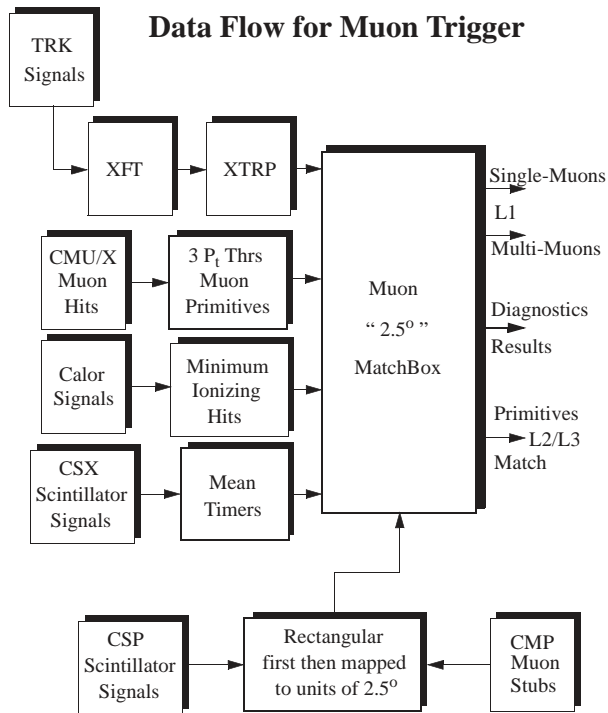 Data Flow for Muon Trigger
TRK
Signals
XFT
XTRP
CMU/X
Muon
Hits
3 Pt Thrs
Muon
Primitives
Calor
Signals
Minimum
Ionizing
Hits
CSX
Scintillator
Signals
Mean
Timers
Muon
“ 2.5o ”
MatchBox
Single-Muons
L1
Multi-Muons
Diagnostics
Results
Primitives
L2/L3
Match
CSP
Scintillator
Signals
Rectangular
first then mapped
to units of 2.5o
CMP
Muon
Stubs